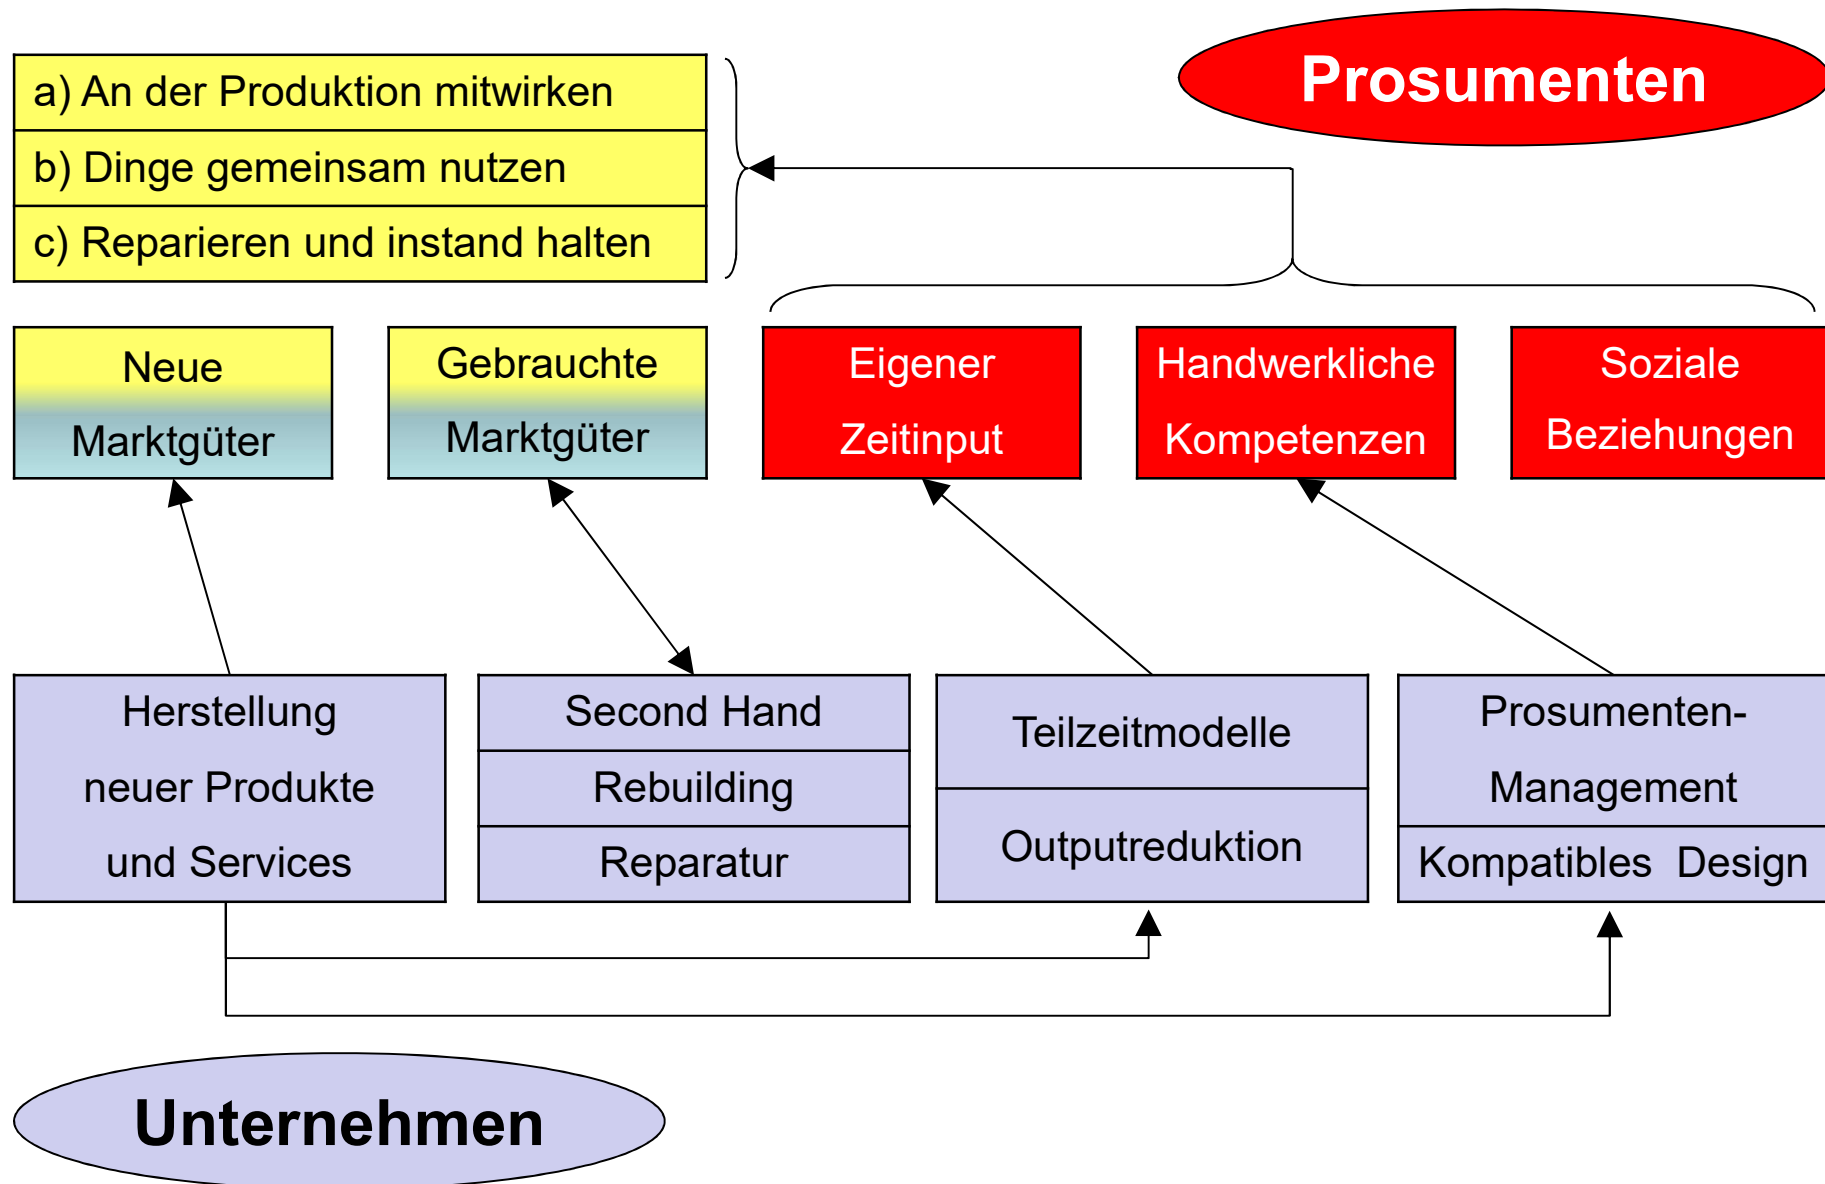 Prosumenten
a) An der Produktion mitwirken
b) Dinge gemeinsam nutzen
c) Reparieren und instand halten
Neue
Marktgüter
Gebrauchte
Marktgüter
Eigener
Zeitinput
Handwerkliche
Kompetenzen
Soziale
Beziehungen
Herstellung
neuer Produkte
und Services
Second Hand
Rebuilding
Reparatur
Teilzeitmodelle
Outputreduktion
Prosumenten-
Management
Kompatibles Design
Unternehmen